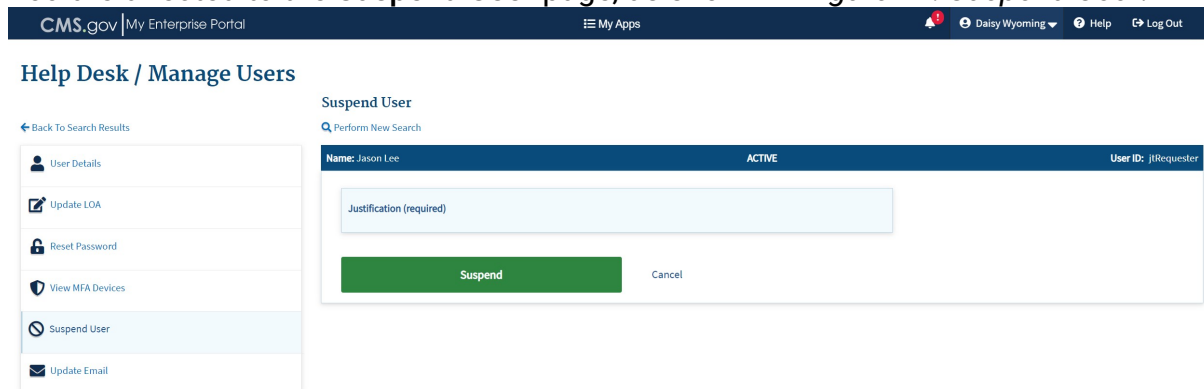 CMS.gov My Enterprise Portal
My Apps
Daisy Wyoming
Help
Log Out
Help Desk / Manage Users
Suspend User
Back To Search Results
Perform New Search
User Details
Update LOA
Reset Password
View MFA Devices
Suspend User
Update Email
Name: Jason Lee
ACTIVE
User ID: jtRequester
Justification (required)
Suspend
Cancel